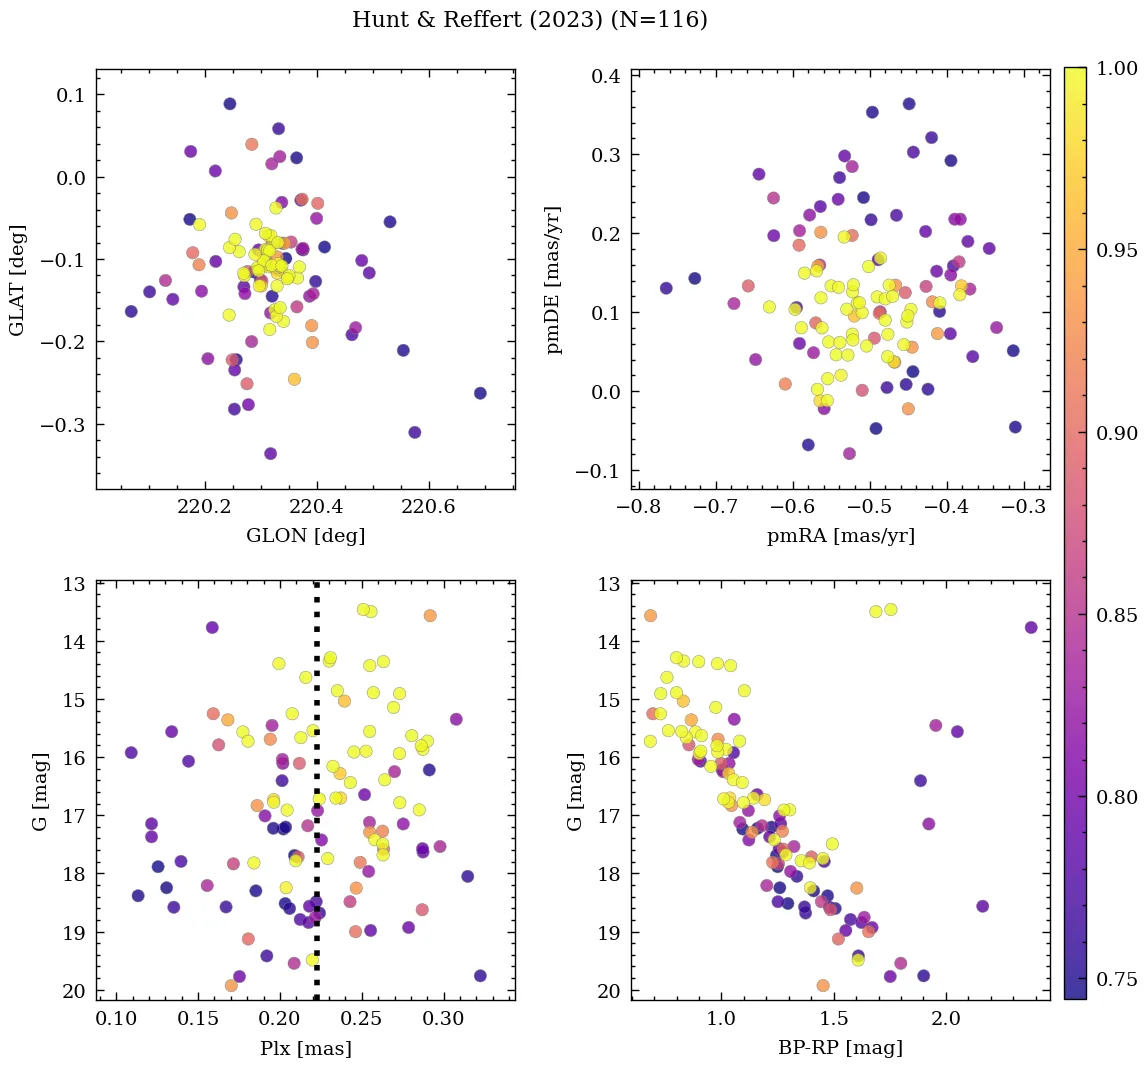 Hunt & Reffert (2023) (N=116)
0.1
0.0
−0.1
−0.2
−0.3
GLAT [deg]
220.2 220.4 220.6
GLON [deg]
0.4
0.3
0.2
0.1
0.0
−0.1
pmDE [mas/yr]
−0.8 −0.7 −0.6 −0.5 −0.4 −0.3
pmRA [mas/yr]
13
14
15
16
17
18
19
20
G [mag]
0.10 0.15 0.20 0.25 0.30
Plx [mas]
13
14
15
16
17
18
19
20
G [mag]
1.0 1.5 2.0
BP-RP [mag]
1.00
0.95
0.90
0.85
0.80
0.75